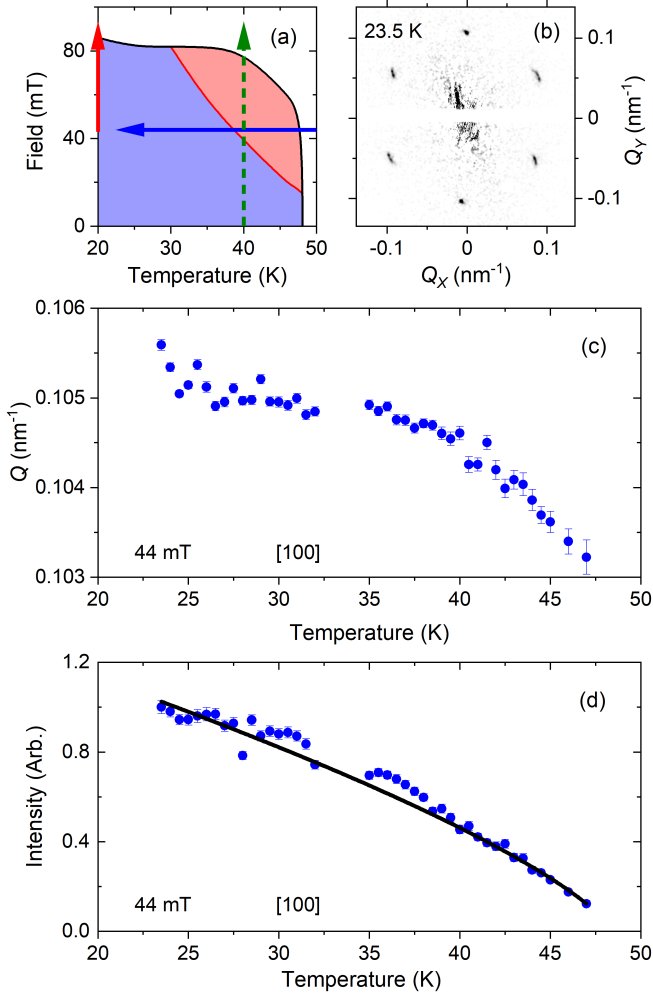 (a)
80
40
0
Field (mT)
20 30 40 50
Temperature (K)
23.5 K
(b)
0.1
0
-0.1
Q_Y (nm⁻¹)
-0.1 0 0.1
Q_X (nm⁻¹)
0.106
0.105
0.104
0.103
Q (nm⁻¹)
(c)
44 mT [100]
20 25 30 35 40 45 50
Temperature (K)
1.2
0.8
0.4
0.0
Intensity (Arb.)
(d)
44 mT [100]
20 25 30 35 40 45 50
Temperature (K)